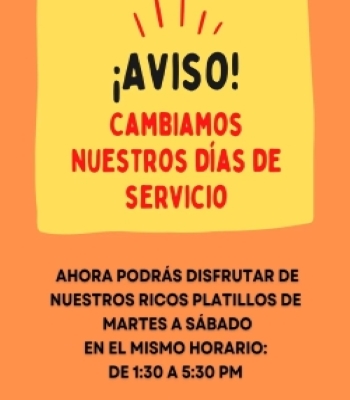 ¡AVISO!
CAMBIAMOS
NUESTROS DÍAS DE
SERVICIO
AHORA PODRÁS DISFRUTAR DE
NUESTROS RICOS PLATILLOS DE
MARTES A SÁBADO
EN EL MISMO HORARIO:
DE 1:30 A 5:30 PM